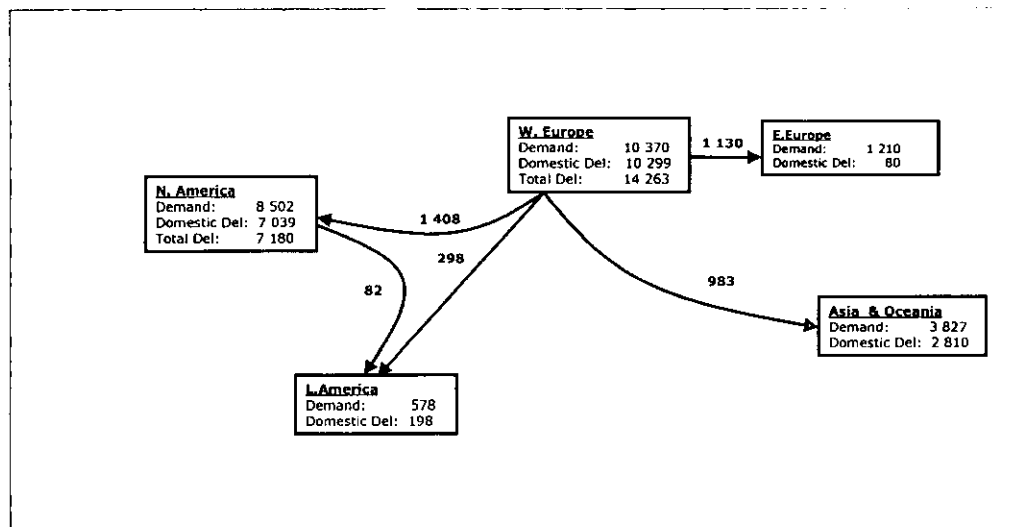 W. Europe
Demand: 10 370
Domestic Del: 10 299
Total Del: 14 263
1 130
E.Europe
Demand: 1 210
Domestic Del: 80
N. America
Demand: 8 502
Domestic Del: 7 039
Total Del: 7 180
1 408
298
82
983
Asia & Oceania
Demand: 3 827
Domestic Del: 2 810
L.America
Demand: 578
Domestic Del: 198